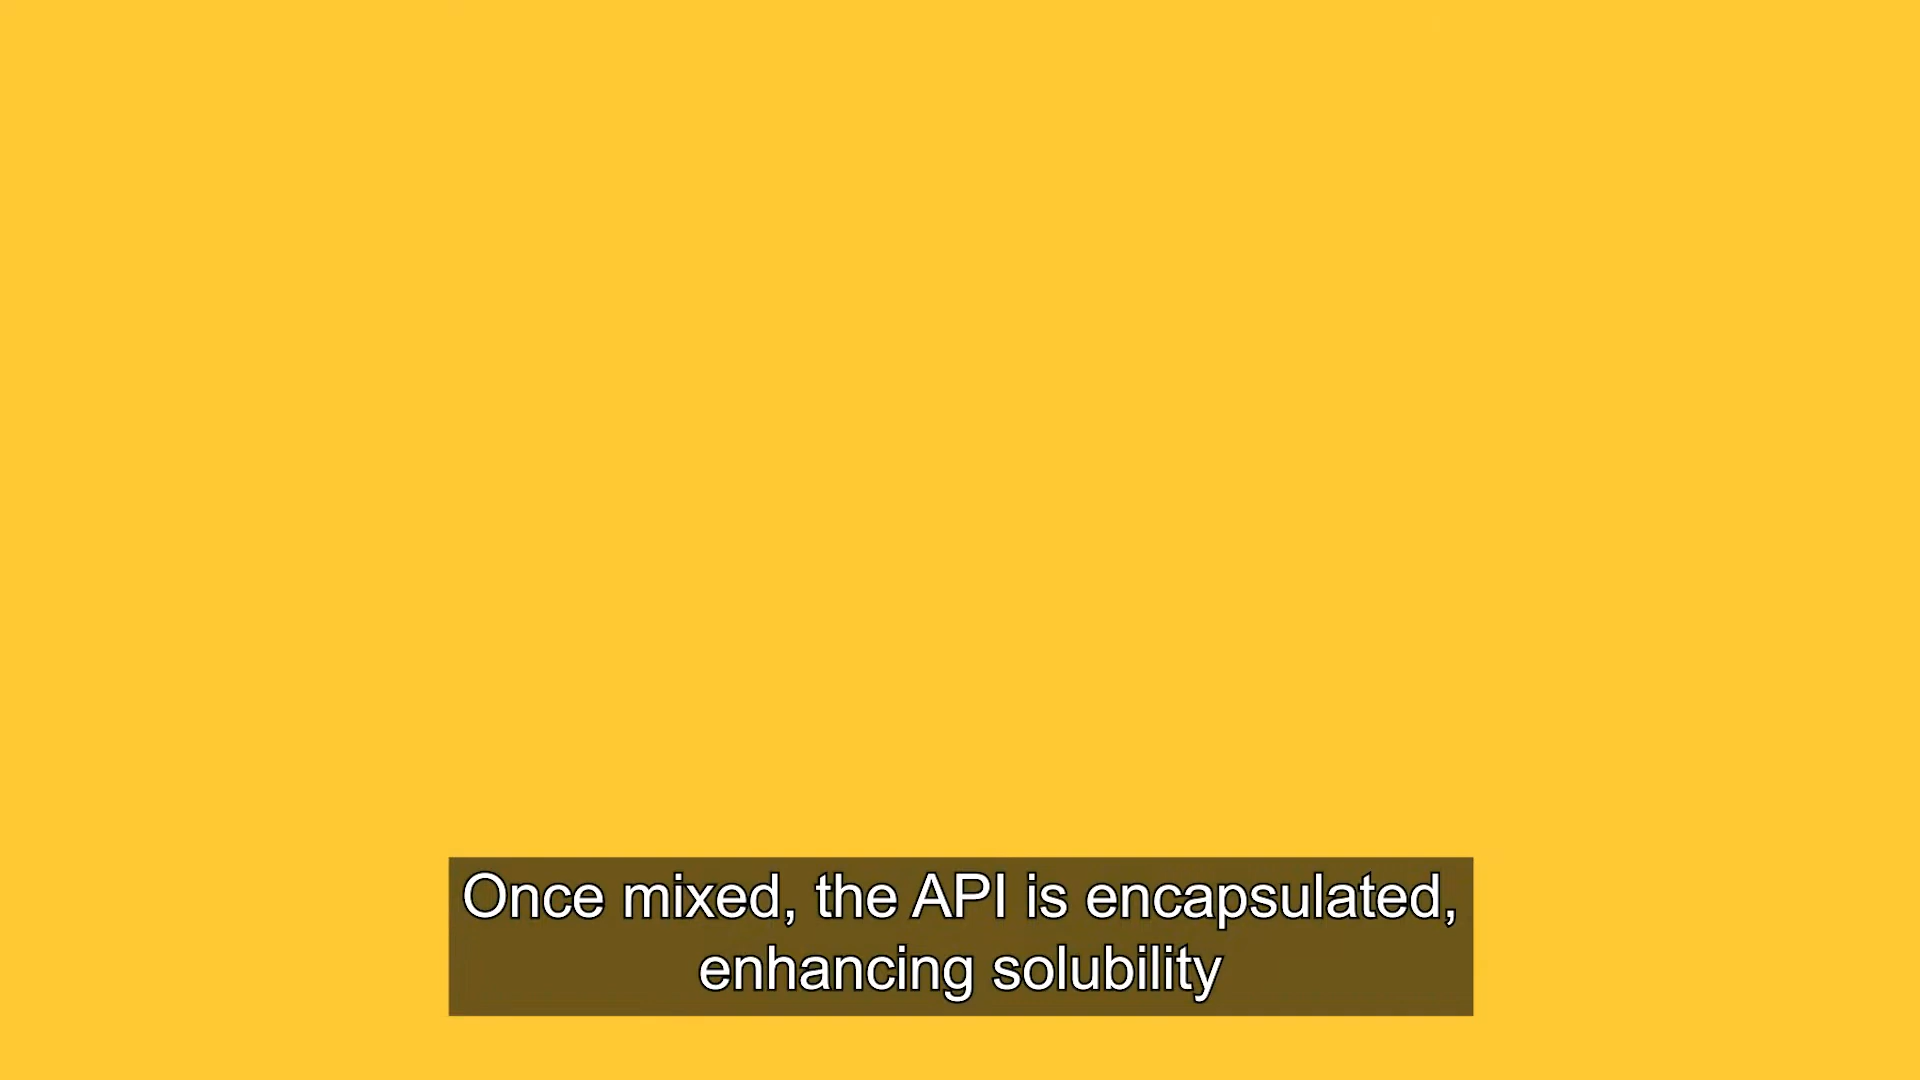 Once mixed, the API is encapsulated,
enhancing solubility